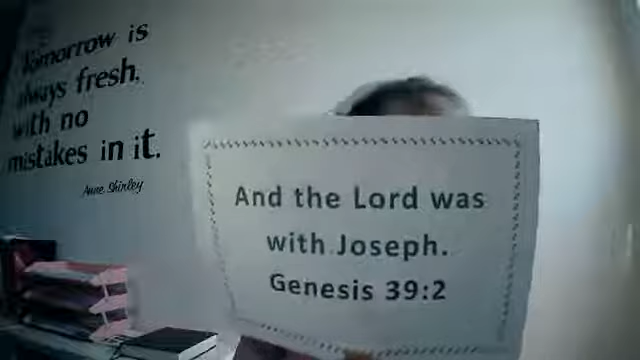 Tomorrow is
always fresh.
with no
mistakes in it.
Anne Shirley
And the Lord was
with Joseph.
Genesis 39:2